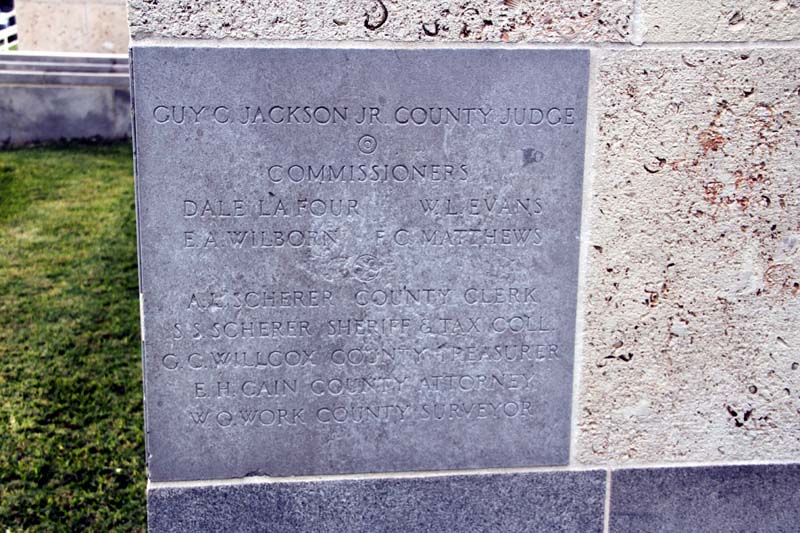 GUY C. JACKSON JR. COUNTY JUDGE
COMMISSIONERS
DALE LA FOUR W. L. EVANS
E. A. WILBORN F. C. MATTHEWS
A. L. SCHERER COUNTY CLERK
S. S. SCHERER SHERIFF & TAX COLL.
G. C. WILLCOX COUNTY TREASURER
E. H. CAIN COUNTY ATTORNEY
W. O. WORK COUNTY SURVEYOR